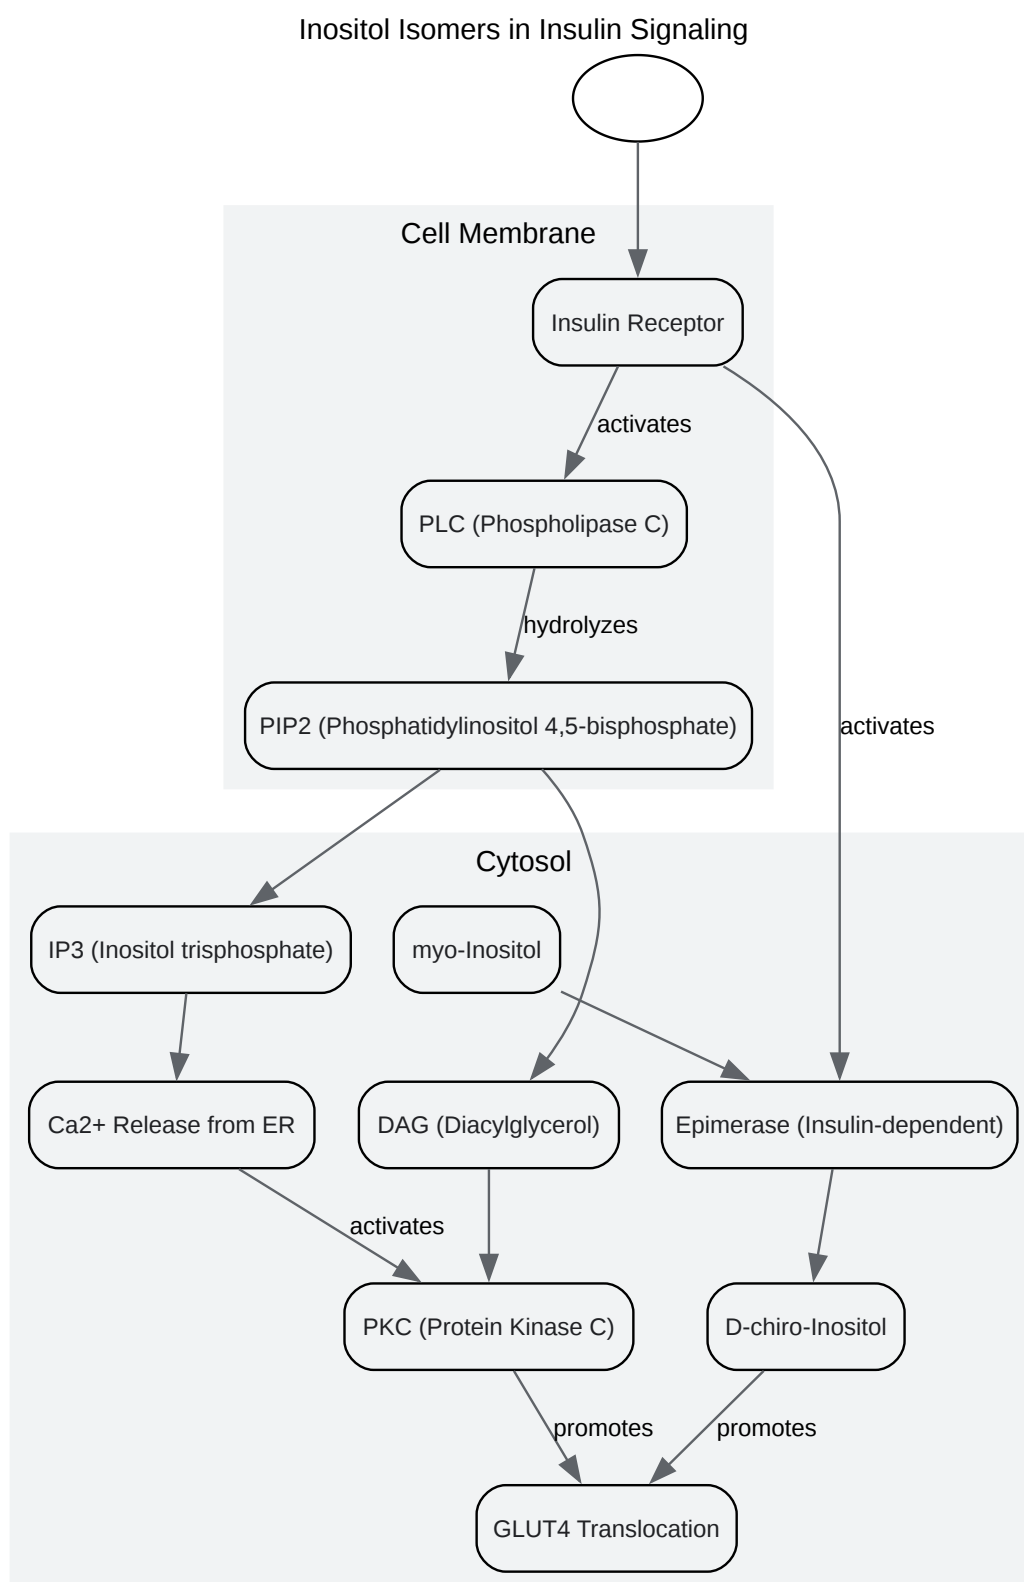 Inositol Isomers in Insulin Signaling
Cell Membrane
Insulin Receptor
activates
PLC (Phospholipase C)
hydrolyzes
PIP2 (Phosphatidylinositol 4,5-bisphosphate)
activates
Cytosol
IP3 (Inositol trisphosphate)
myo-Inositol
Ca2+ Release from ER
DAG (Diacylglycerol)
Epimerase (Insulin-dependent)
activates
PKC (Protein Kinase C)
D-chiro-Inositol
promotes
promotes
GLUT4 Translocation